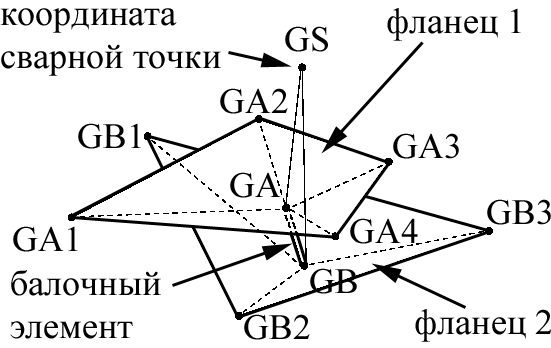 координата
сварной точки
GS
фланец 1
GA2
GB1
GA3
GA
GA1
GA4
GB3
балочный
элемент
GB
GB2
фланец 2